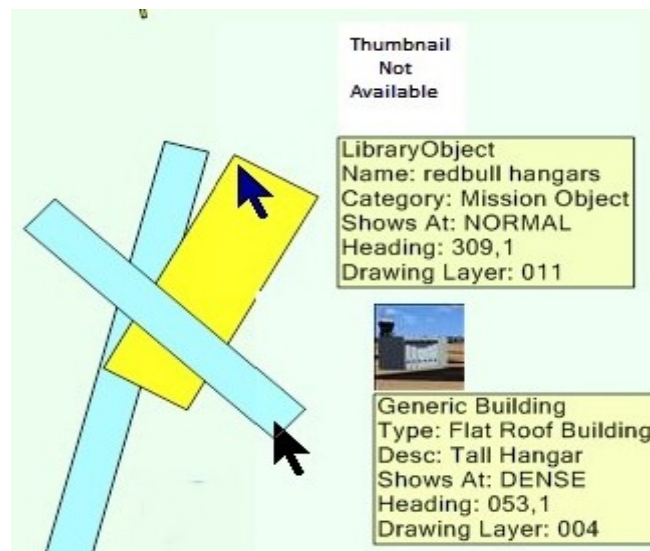 Thumbnail
Not
Available
LibraryObject
Name: redbull hangars
Category: Mission Object
Shows At: NORMAL
Heading: 309,1
Drawing Layer: 011
Generic Building
Type: Flat Roof Building
Desc: Tall Hangar
Shows At: DENSE
Heading: 053,1
Drawing Layer: 004